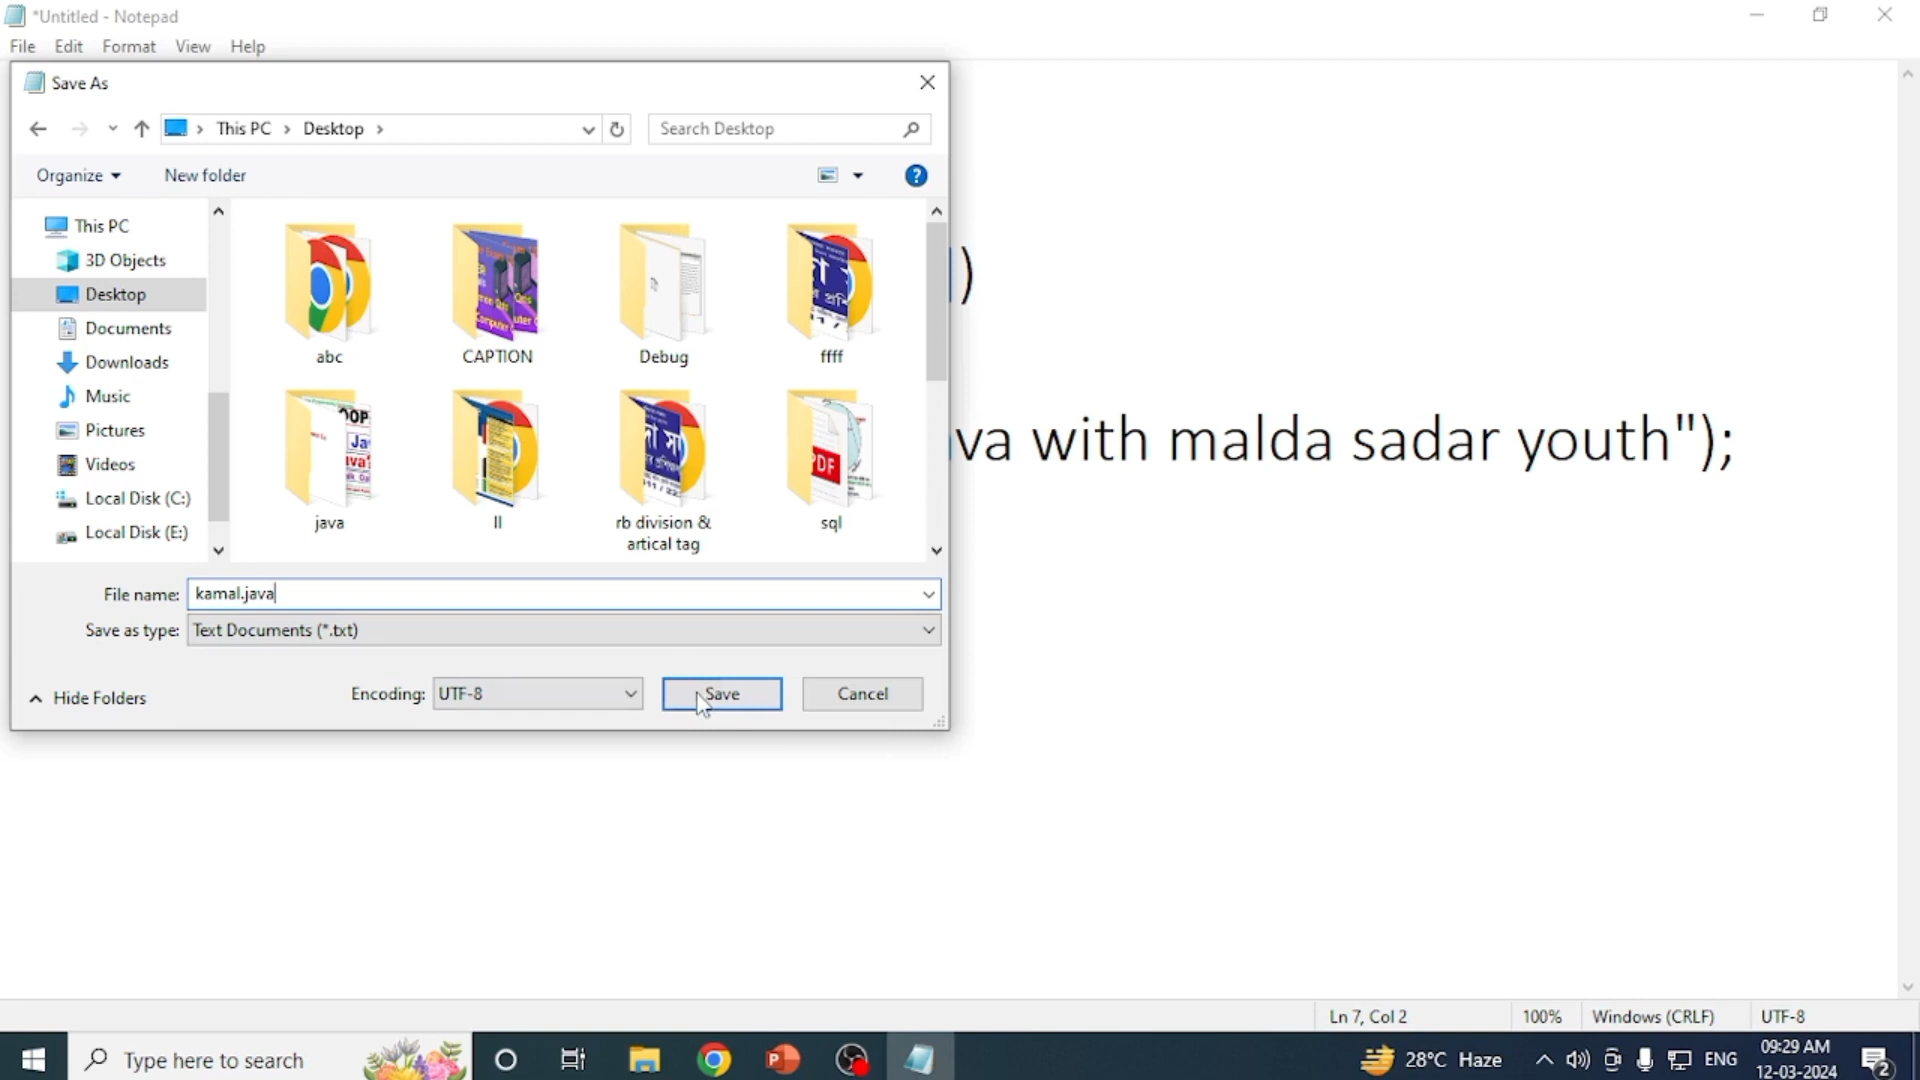 *Untitled - Notepad
File Edit Format View Help
Save As
This PC Desktop
Search Desktop
Organize New folder
This PC
3D Objects
Desktop
Documents
Downloads
Music
Pictures
Videos
Local Disk (C:)
Local Disk (E:)
abc CAPTION Debug ffff
java ll rb division & sql
artical tag
)
va with malda sadar youth");
File name: kamal.java
Save as type: Text Documents (*.txt)
Hide Folders Encoding: UTF-8 Save Cancel
Ln 7, Col 2 100% Windows (CRLF) UTF-8
Type here to search
28°C Haze ENG 09:29 AM
12-03-2024
2